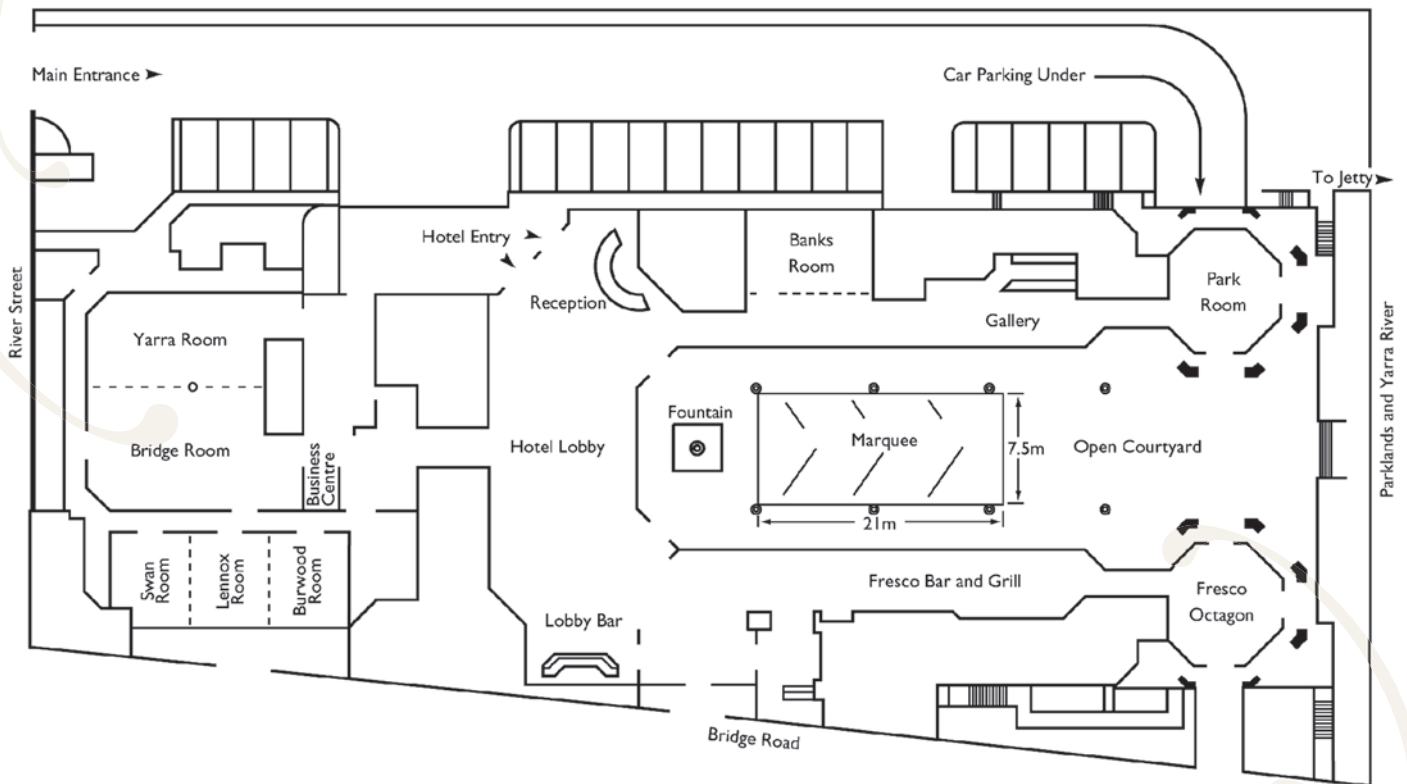 Main Entrance
Car Parking Under
To Jetty
Hotel Entry
Banks
Room
Reception
Park
Room
Gallery
River Street
Yarra Room
Parklands and Yarra River
Fountain
Marquee
7.5m
Open Courtyard
Hotel Lobby
Bridge Room
Business
Centre
21m
Swan
Room
Lennox
Room
Burwood
Room
Fresco Bar and Grill
Fresco
Octagon
Lobby Bar
Bridge Road